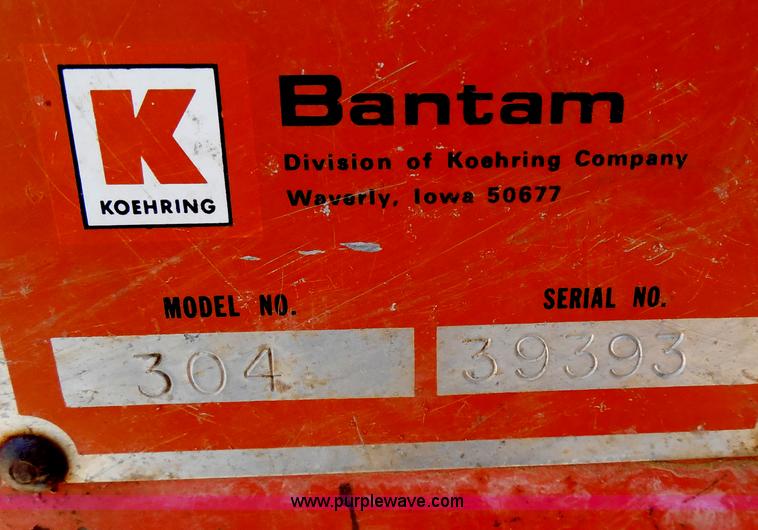 K
KOEHRING
Bantam
Division of Koehring Company
Waverly, Iowa 50677
MODEL NO.
SERIAL NO.
304
39393
www.purplewave.com